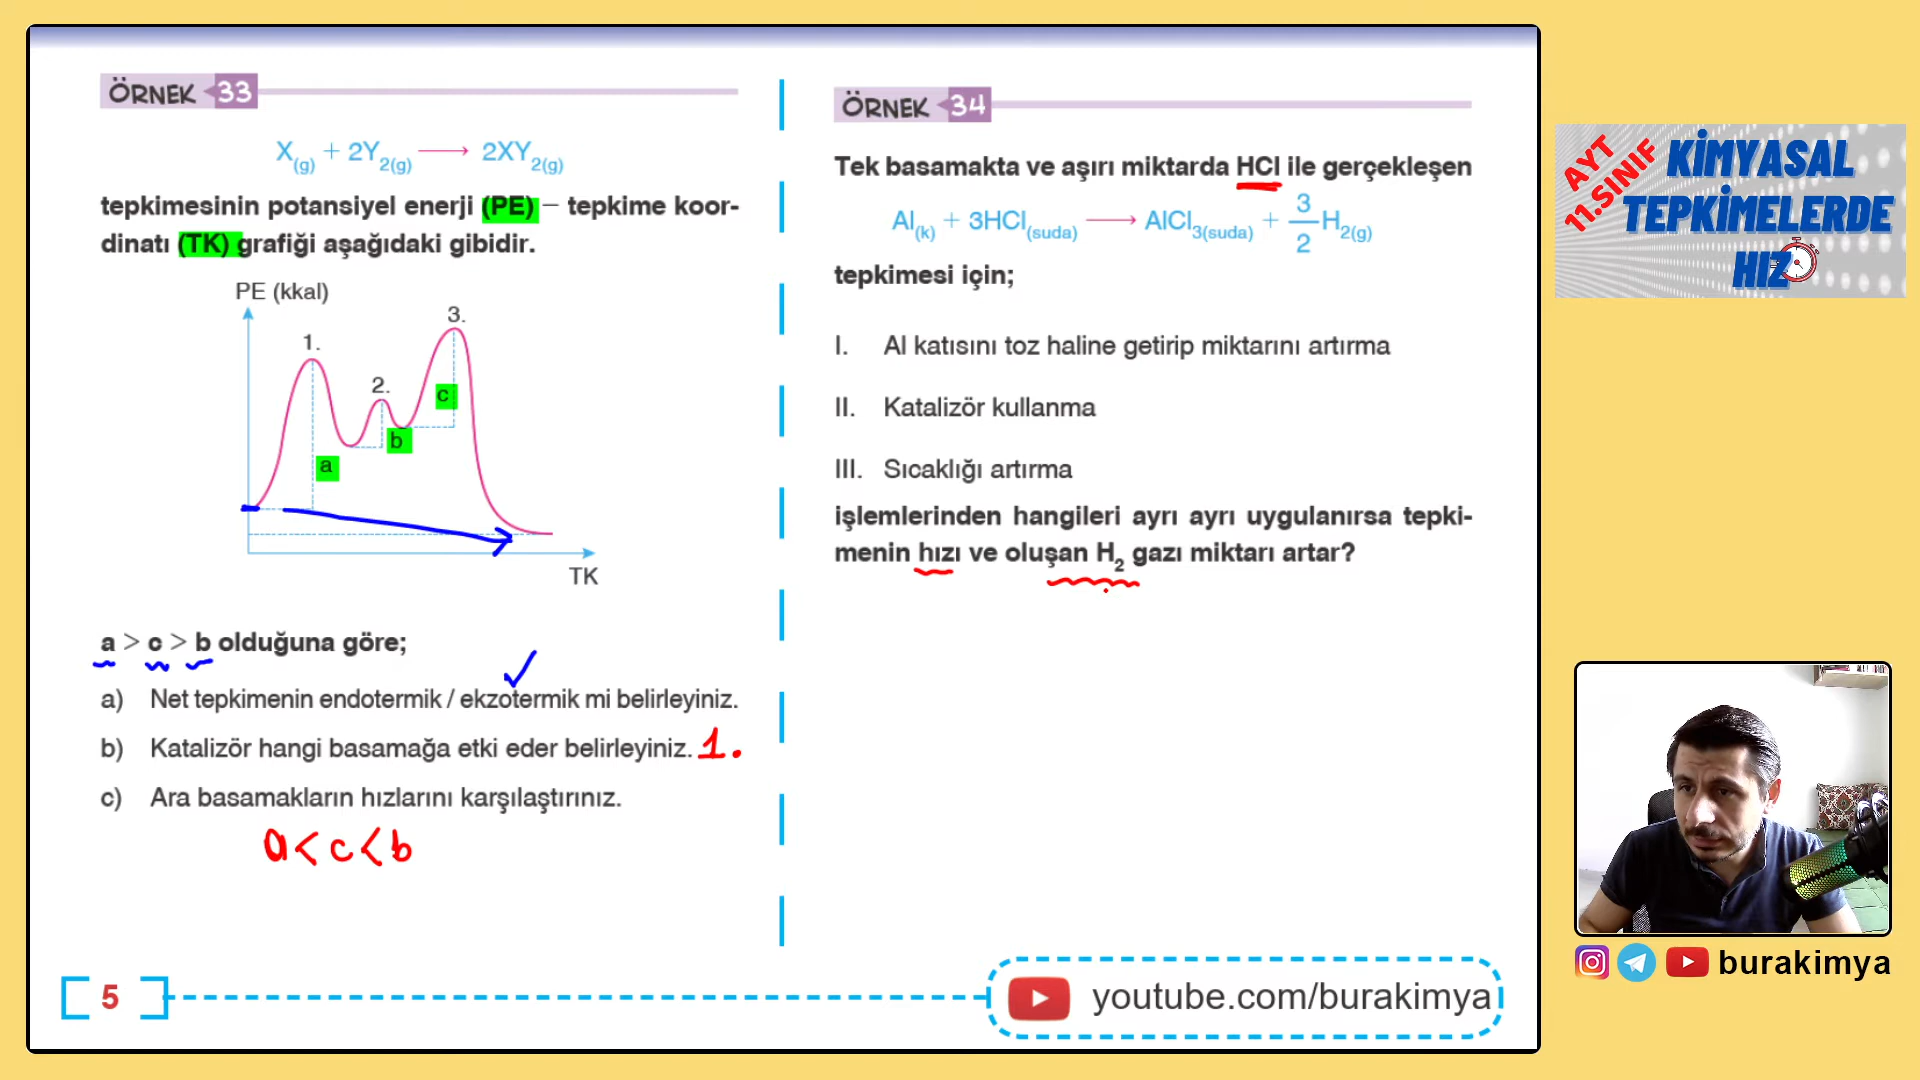 ÖRNEK 33
X(g) + 2Y2(g) → 2XY2(g)
tepkimesinin potansiyel enerji (PE) – tepkime koor-
dinatı (TK) grafiği aşağıdaki gibidir.
PE (kkal)
1.
2.
3.
a
b
c
TK
a > c > b olduğuna göre;
a) Net tepkimenin endotermik / ekzotermik mi belirleyiniz.
b) Katalizör hangi basamağa etki eder belirleyiniz. 1.
c) Ara basamakların hızlarını karşılaştırınız.
a < c < b
5
ÖRNEK 34
Tek basamakta ve aşırı miktarda HCl ile gerçekleşen
Al(k) + 3HCl(suda) → AlCl3(suda) + 3/2 H2(g)
tepkimesi için;
I. Al katısını toz haline getirip miktarını artırma
II. Katalizör kullanma
III. Sıcaklığı artırma
işlemlerinden hangileri ayrı ayrı uygulanırsa tepki-
menin hızı ve oluşan H2 gazı miktarı artar?
youtube.com/burakimya
AYT
11.SINIF
KİMYASAL
TEPKİMELERDE
HIZ
burakimya